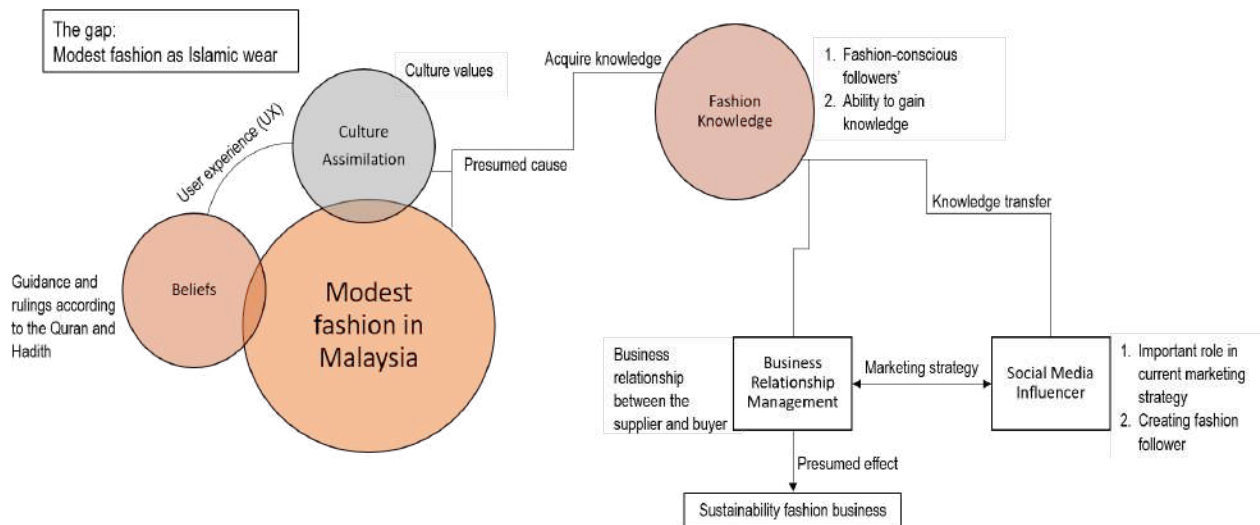 The gap:
Modest fashion as Islamic wear
Culture values
Acquire knowledge
1. Fashion-conscious
followers'
2. Ability to gain
knowledge
Fashion
Knowledge
User experience (UX)
Culture
Assimilation
Presumed cause
Knowledge transfer
Guidance and
rulings according
to the Quran and
Hadith
Beliefs
Modest
fashion in
Malaysia
Business
relationship
between the
supplier and buyer
Business
Relationship
Management
Marketing strategy
Social Media
Influencer
1. Important role in
current marketing
strategy
2. Creating fashion
follower
Presumed effect
Sustainability fashion business